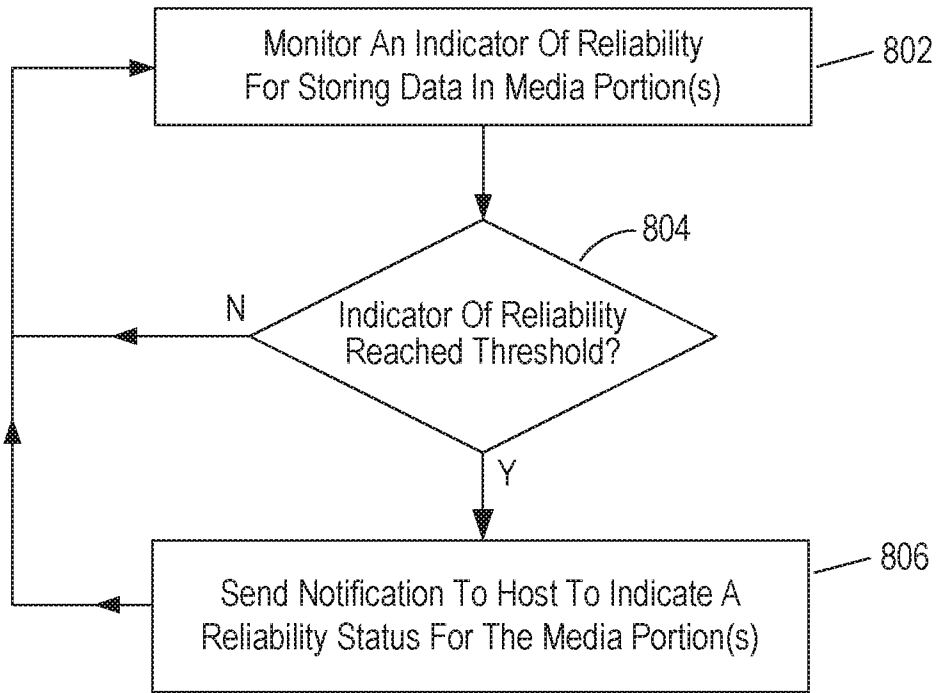 Monitor An Indicator Of Reliability
For Storing Data In Media Portion(s)
802
804
Indicator Of Reliability
Reached Threshold?
N
Y
806
Send Notification To Host To Indicate A
Reliability Status For The Media Portion(s)